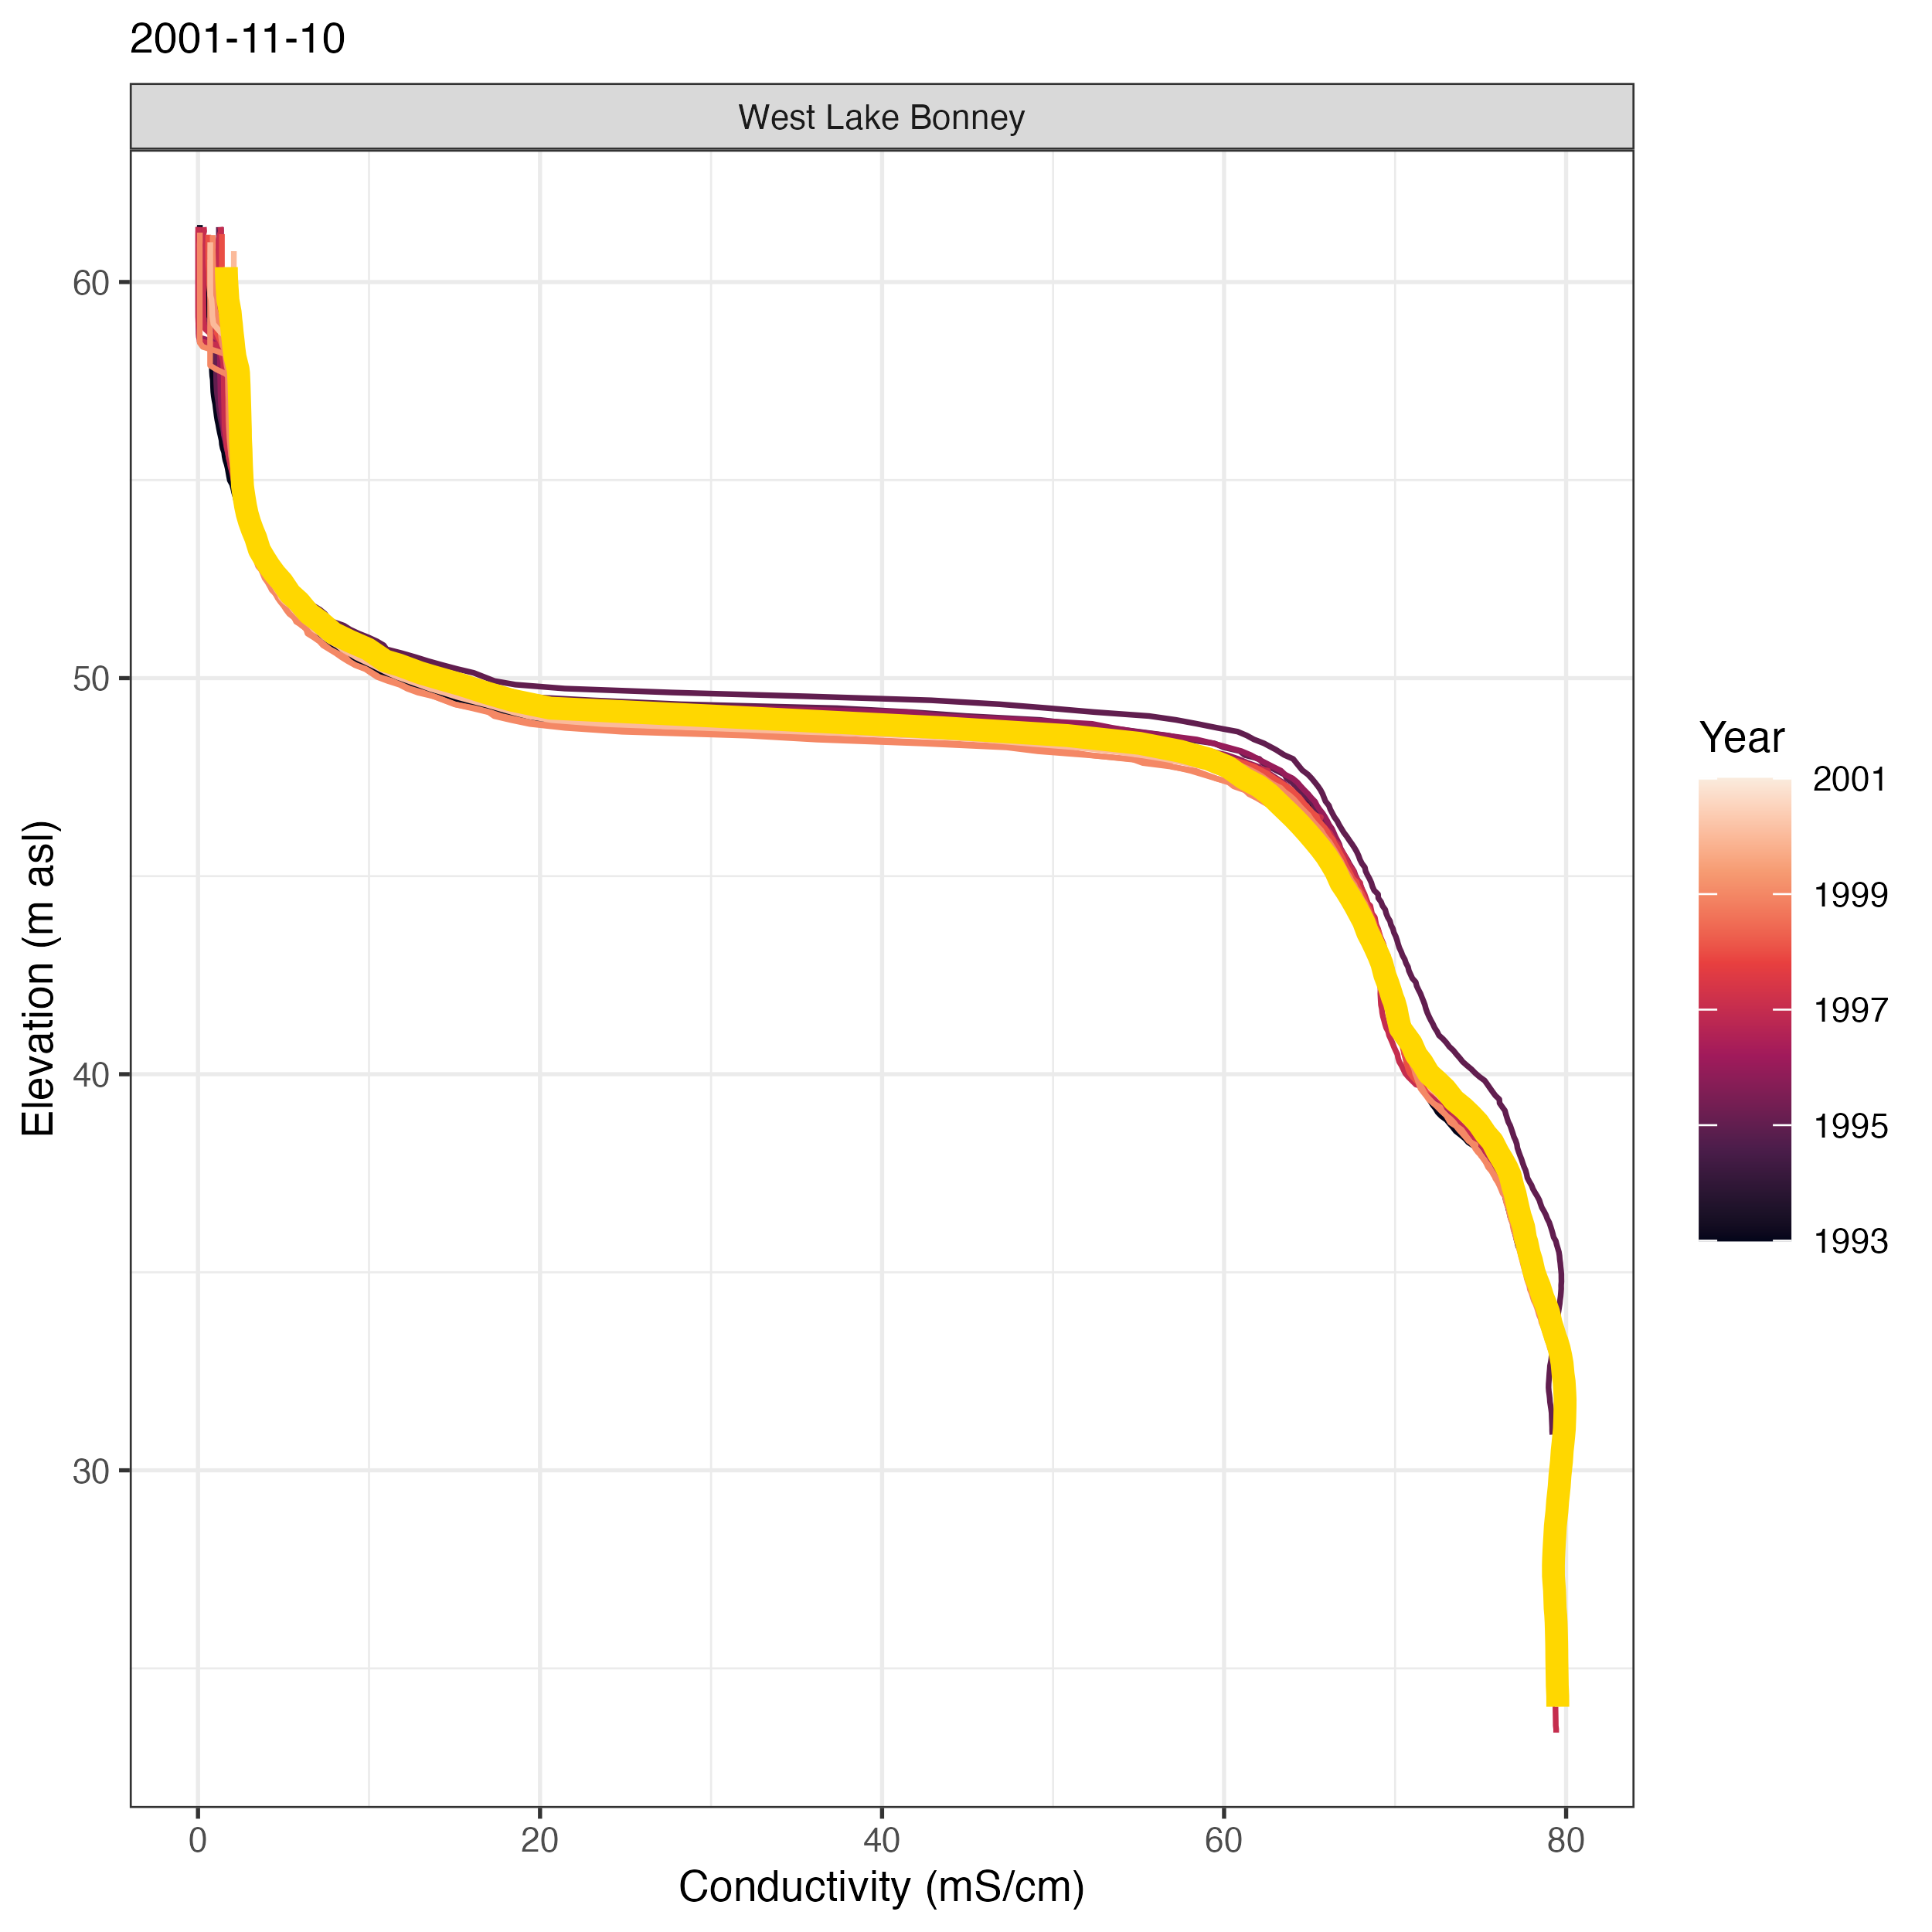 2001-11-10
West Lake Bonney
60
50
40
30
Elevation (m asl)
0 20 40 60 80
Conductivity (mS/cm)
Year
2001
1999
1997
1995
1993